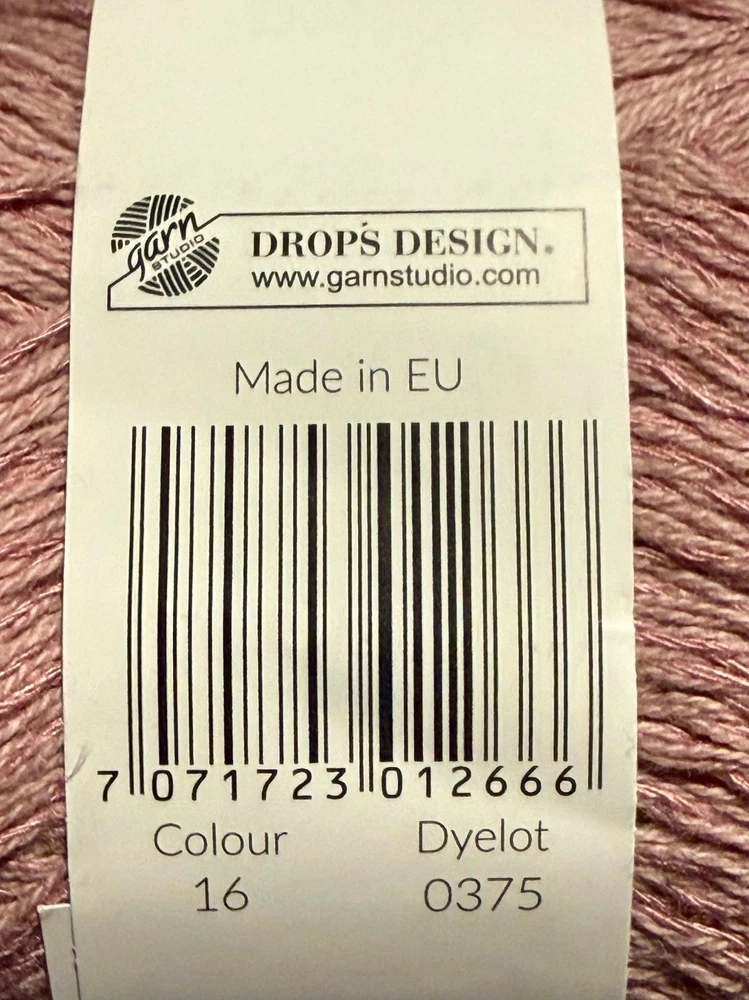 garn
STUDIO
DROPS DESIGN®
www.garnstudio.com
Made in EU
7 071723 012666
Colour Dyelot
16 0375